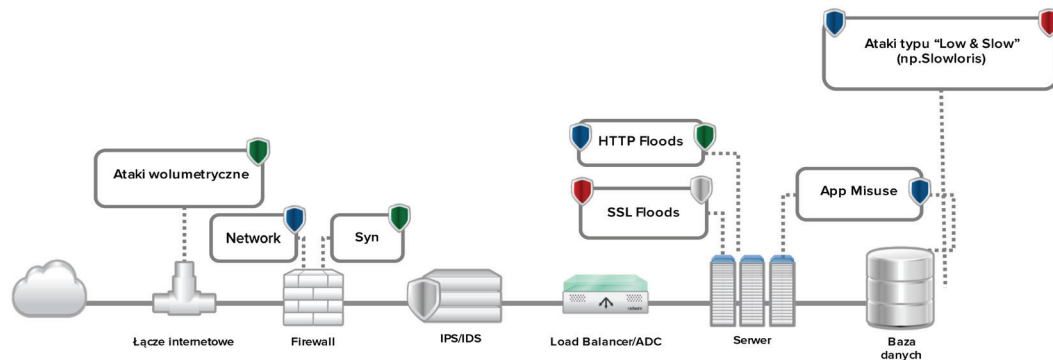 Ataki typu “Low & Slow”
(np.Slowloris)
HTTP Floods
Ataki wolumetryczne
App Misuse
SSL Floods
Network
Syn
radware
Łącze internetowe
Firewall
IPS/IDS
Load Balancer/ADC
Serwer
Baza
danych